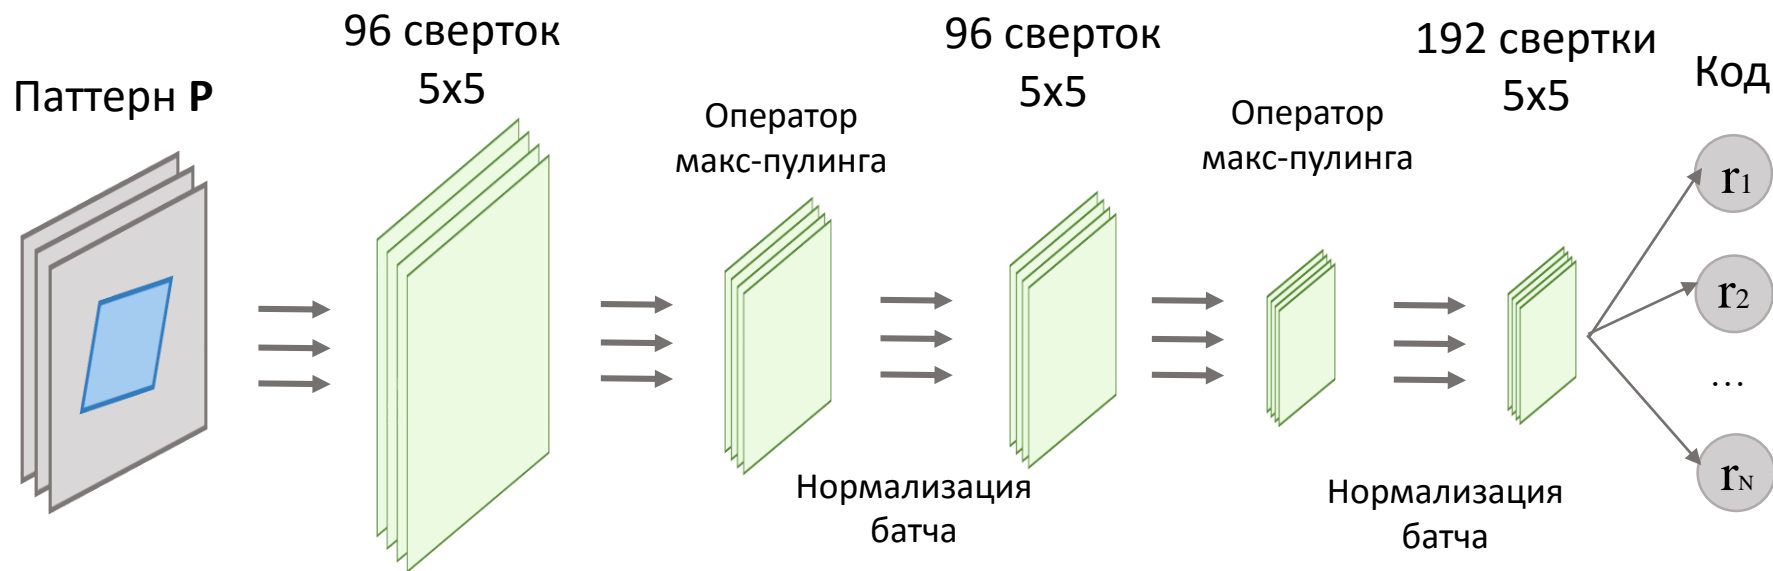 Паттерн P
96 сверток
5x5
Оператор
макс-пулинга
Нормализация
батча
96 сверток
5x5
Оператор
макс-пулинга
Нормализация
батча
192 свертки
5x5
Код
r1
r2
...
rN